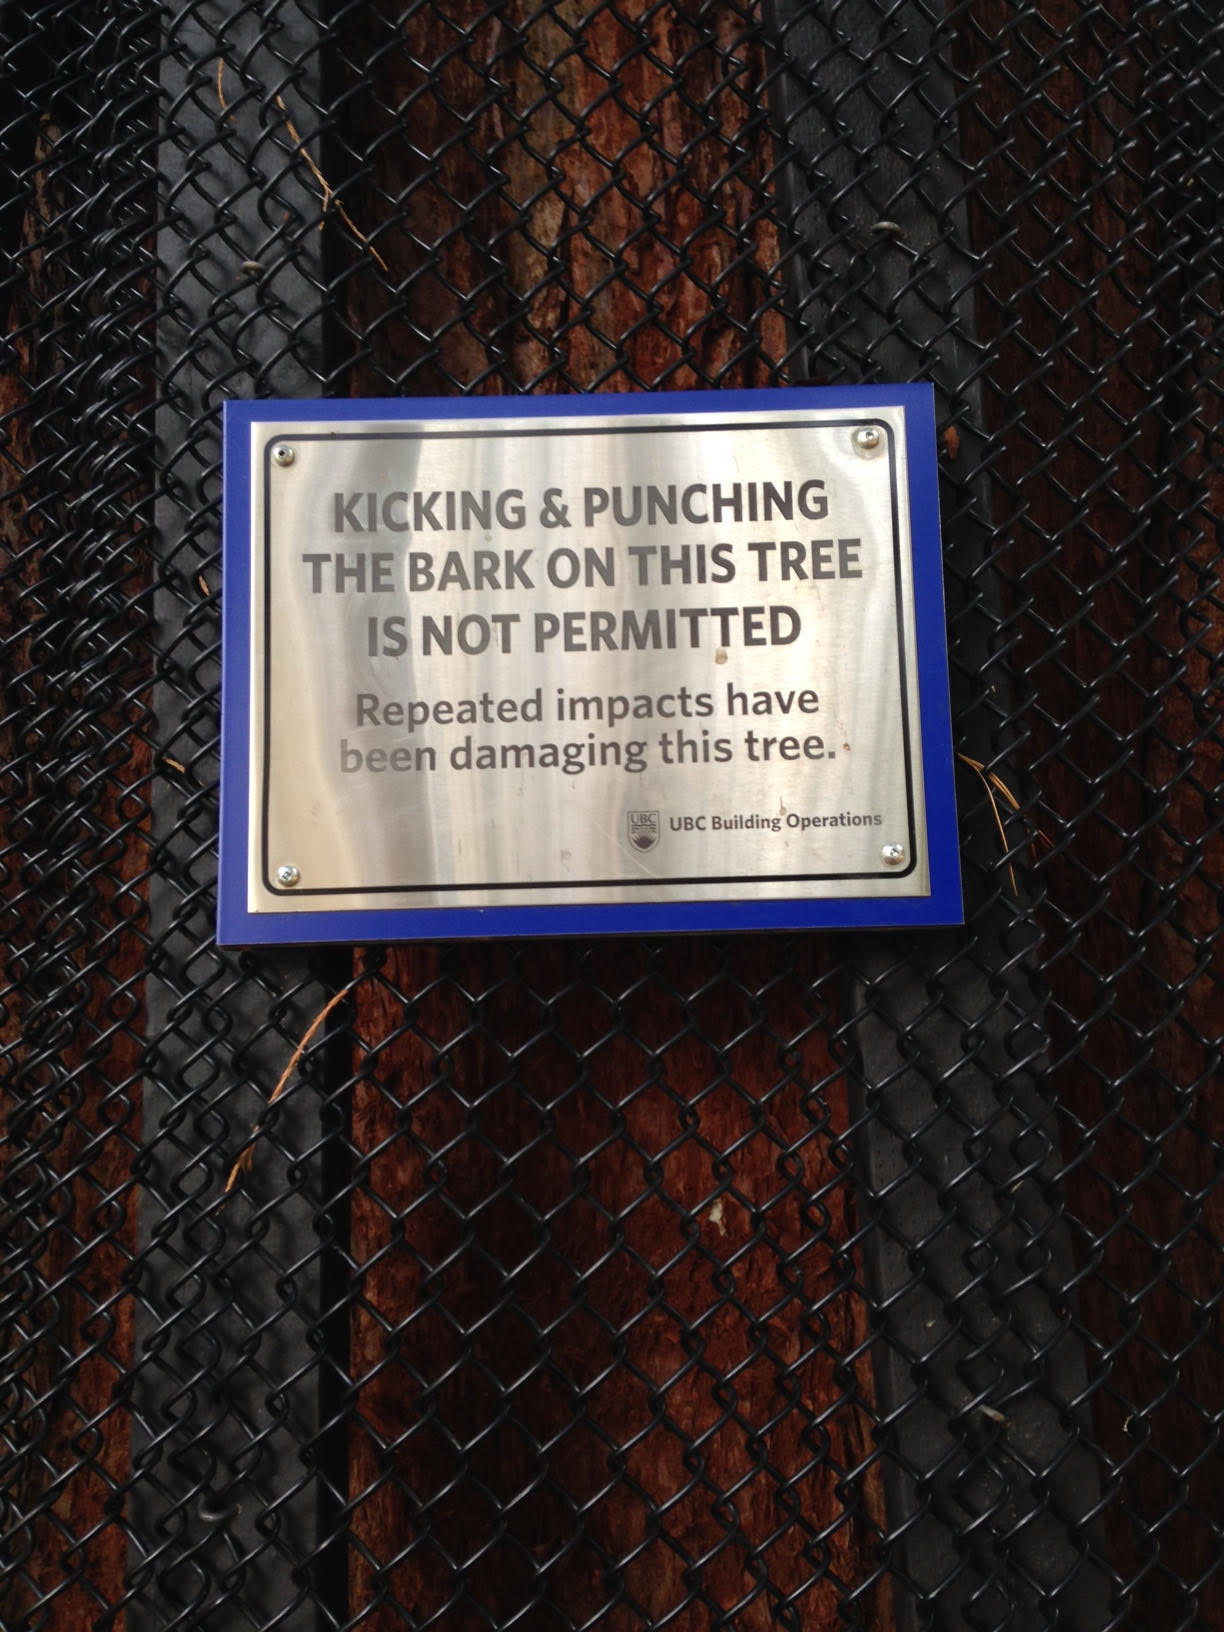 KICKING & PUNCHING
THE BARK ON THIS TREE
IS NOT PERMITTED
Repeated impacts have
been damaging this tree.
UBC
UBC Building Operations